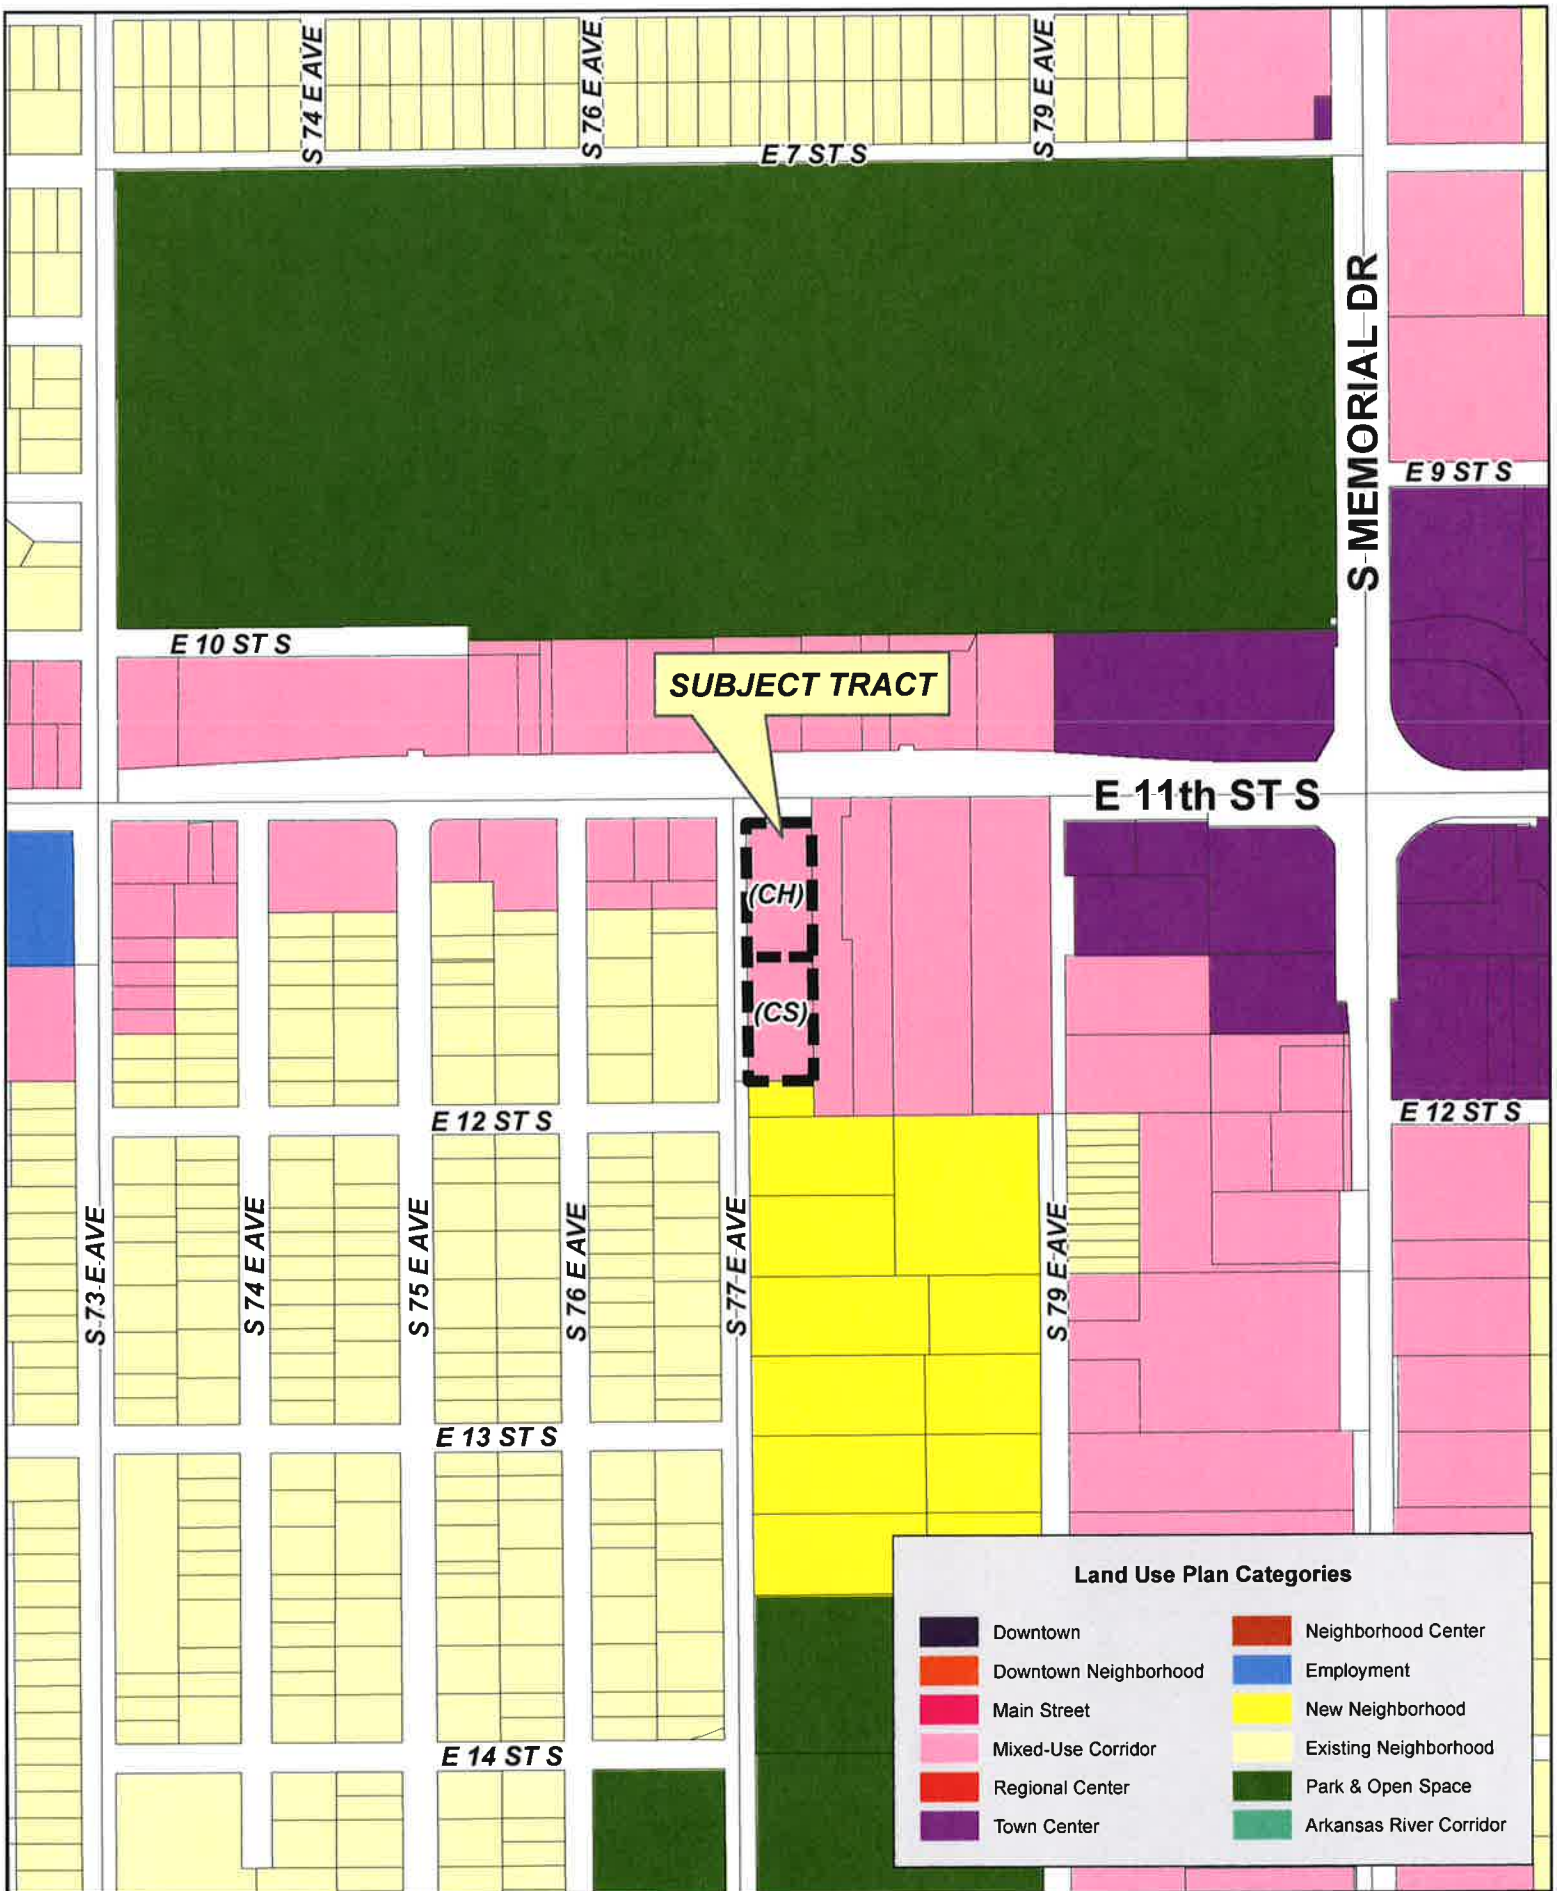 S 74 E AVE
S 76 E AVE
S 79 E AVE
E 7 ST S
S MEMORIAL DR
E 9 ST S
E 10 ST S
SUBJECT TRACT
E 11th ST S
(CH)
(CS)
E 12 ST S
E 12 ST S
S 73 E AVE
S 74 E AVE
S 75 E AVE
S 76 E AVE
S 77 E AVE
S 79 E AVE
E 13 ST S
E 14 ST S
Land Use Plan Categories
Downtown
Downtown Neighborhood
Main Street
Mixed-Use Corridor
Regional Center
Town Center
Neighborhood Center
Employment
New Neighborhood
Existing Neighborhood
Park & Open Space
Arkansas River Corridor